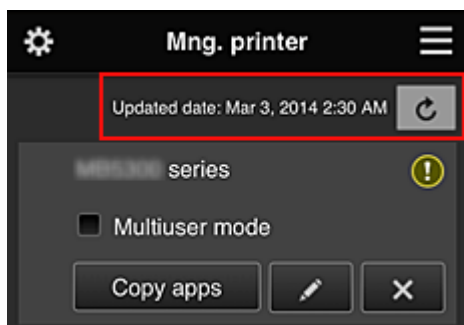 Mng. printer
Updated date: Mar 3, 2014 2:30 AM
series
Multiuser mode
Copy apps